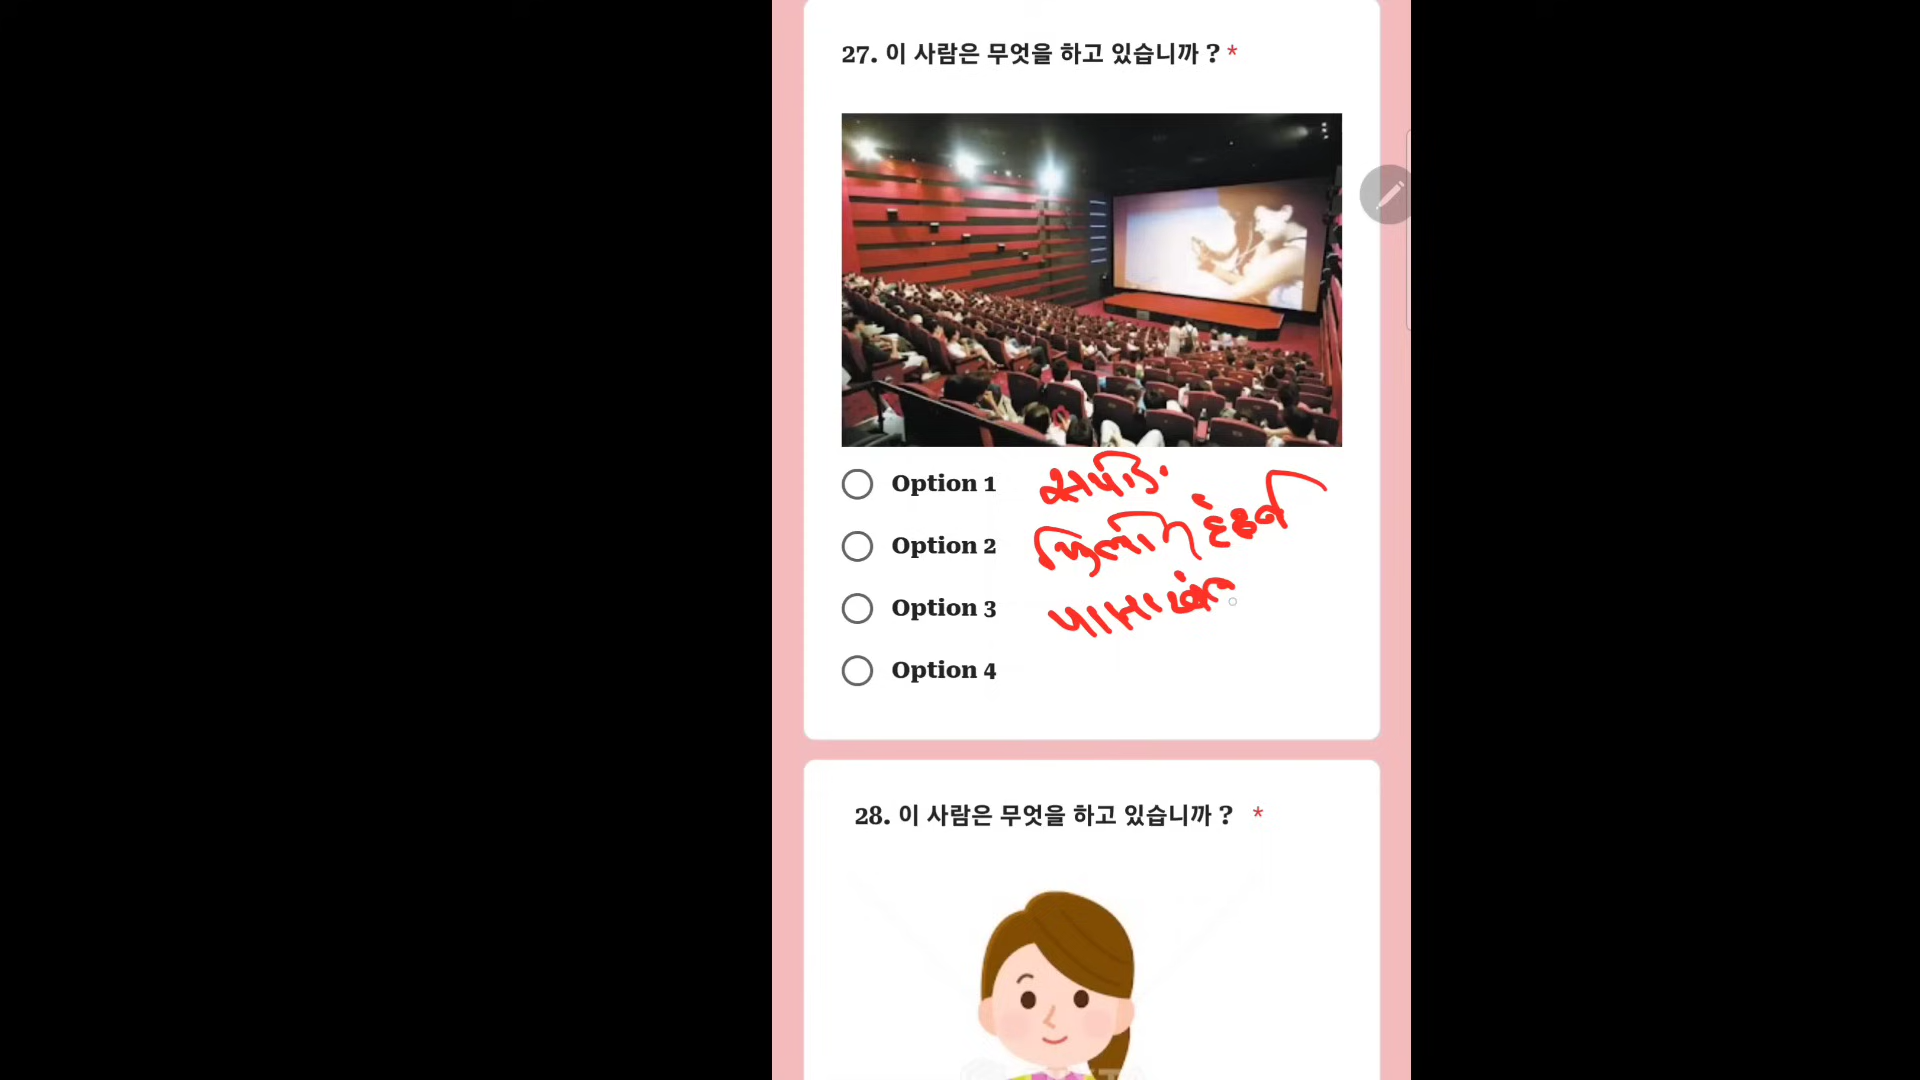 27. 이 사람은 무엇을 하고 있습니까 ? *
Option 1
Option 2
Option 3
Option 4
28. 이 사람은 무엇을 하고 있습니까 ? *